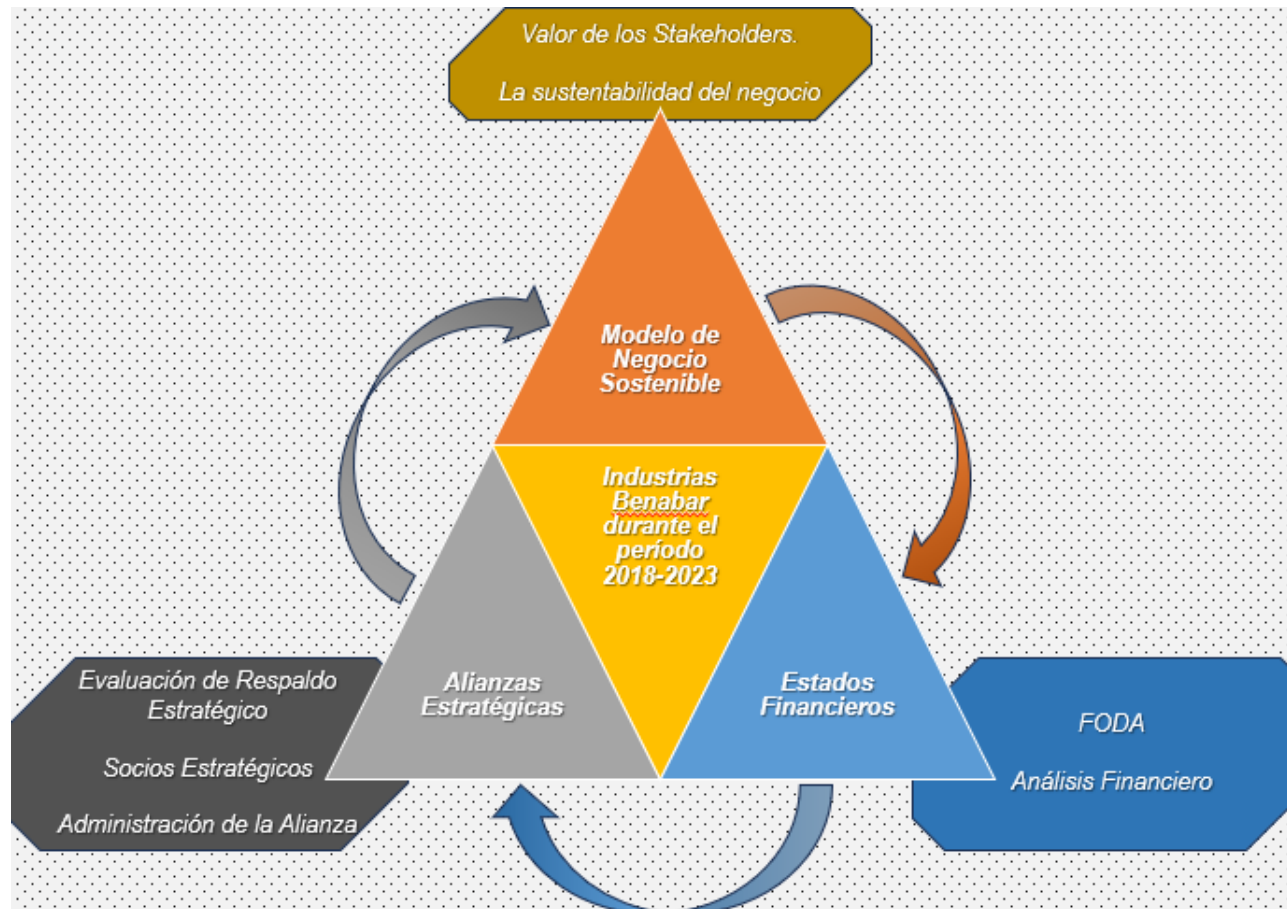 Valor de los Stakeholders.
La sustentabilidad del negocio
Modelo de
Negocio
Sostenible
Industrias
Benabar
durante el
período
2018-2023
Alianzas
Estratégicas
Estados
Financieros
Evaluación de Respaldo
Estratégico
Socios Estratégicos
Administración de la Alianza
FODA
Análisis Financiero